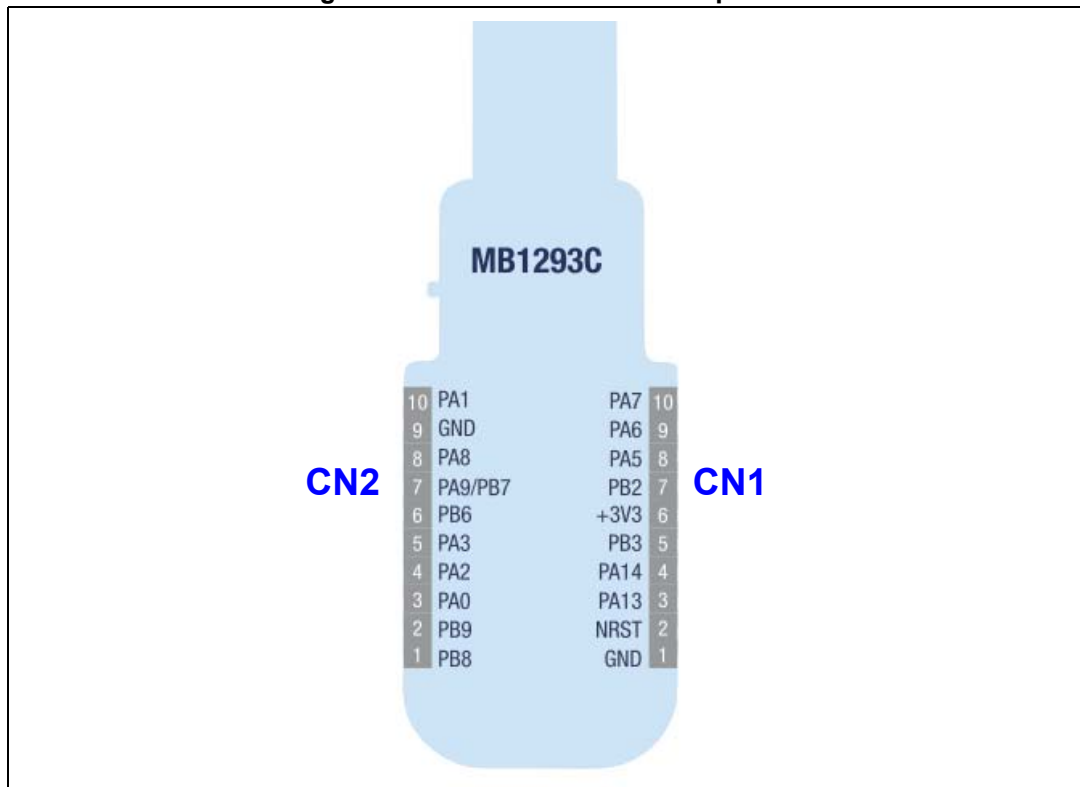 MB1293C
10 PA1 PA7 10
9 GND PA6 9
8 PA8 PA5 8
CN2 7 PA9/PB7 PB2 7 CN1
6 PB6 +3V3 6
5 PA3 PB3 5
4 PA2 PA14 4
3 PA0 PA13 3
2 PB9 NRST 2
1 PB8 GND 1